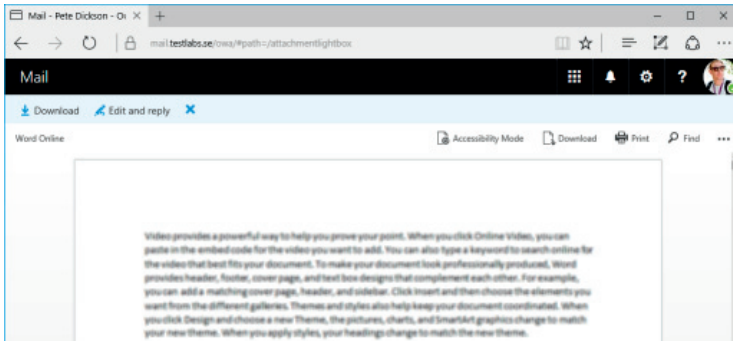 Mail - Pete Dickson - Ou
mail.testlabs.se/owa/#path=/attachmentlightbox
Mail
?
Download Edit and reply
Word Online Accessibility Mode Download Print Find
Video provides a powerful way to help you prove your point. When you click Online Video, you can
paste in the embed code for the video you want to add. You can also type a keyword to search online for
the video that best fits your document. To make your document look professionally produced, Word
provides header, footer, cover page, and text box designs that complement each other. For example,
you can add a matching cover page, header, and sidebar. Click Insert and then choose the elements you
want from the different galleries. Themes and styles also help keep your document coordinated. When
you click Design and choose a new Theme, the pictures, charts, and SmartArt graphics change to match
your new theme. When you apply styles, your headings change to match the new theme.